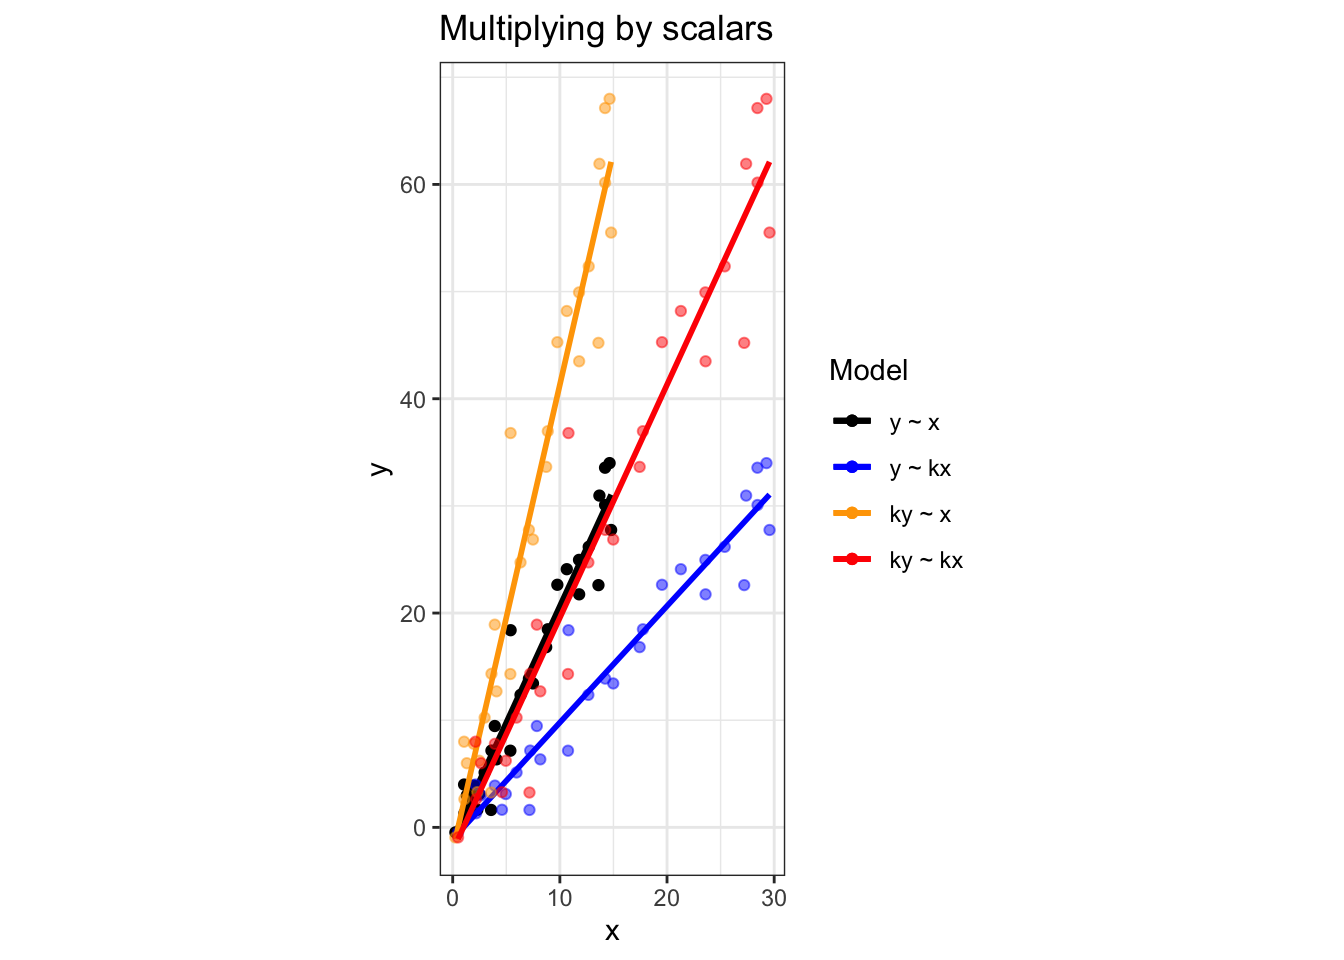 Multiplying by scalars
60
40
20
0
y
0 10 20 30
x
Model
y ~ x
y ~ kx
ky ~ x
ky ~ kx